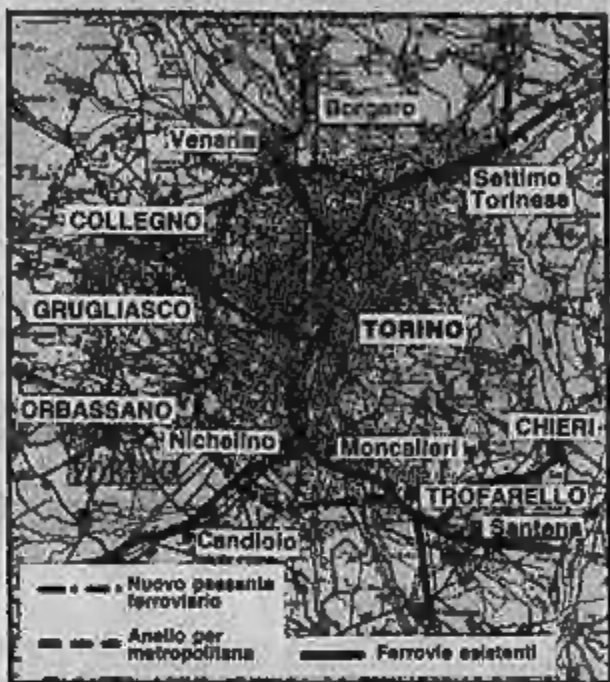 Borgaro
Venaria
Settimo
Torinese
COLLEGNO
GRUGLIASCO
TORINO
ORBASSANO
CHIERI
Nichelino
Moncalieri
TROFARELLO
Santena
Candiolo
Nuovo passante
ferroviario
Anello per
metropolitana
Ferrovie esistenti